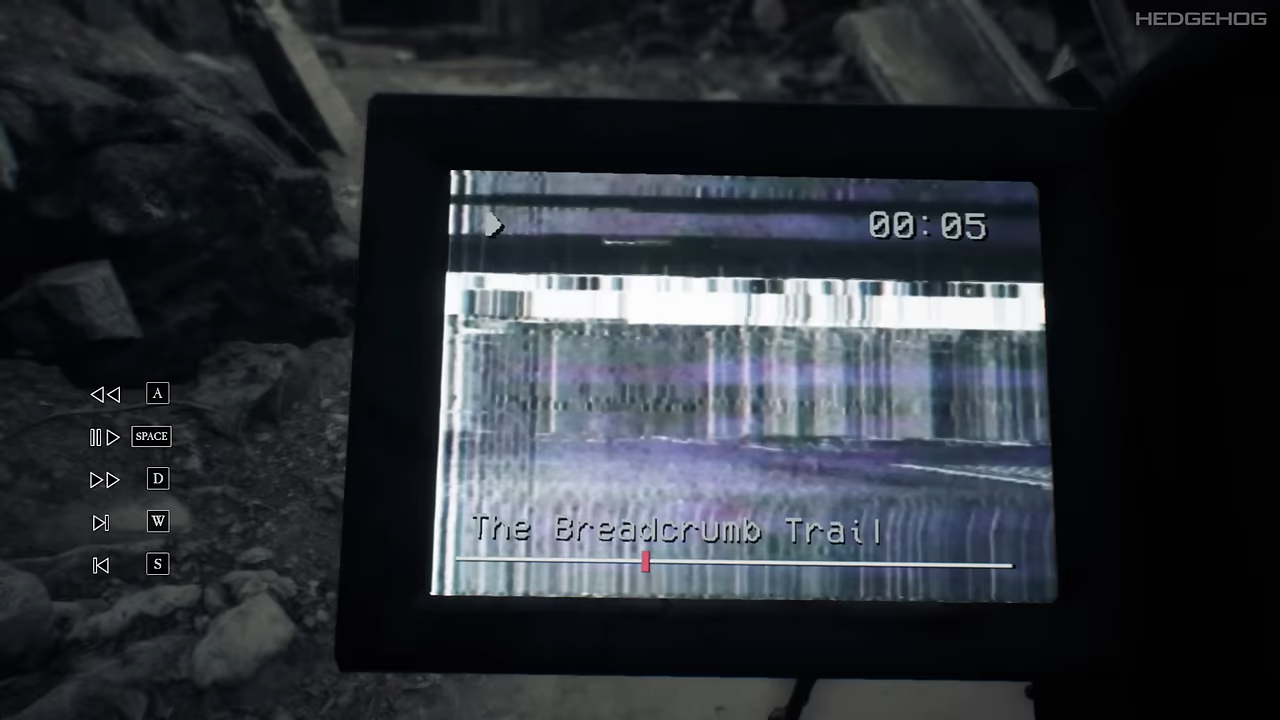 HEDGEHOG
00:05
A
SPACE
D
W
S
The Breadcrumb Trail